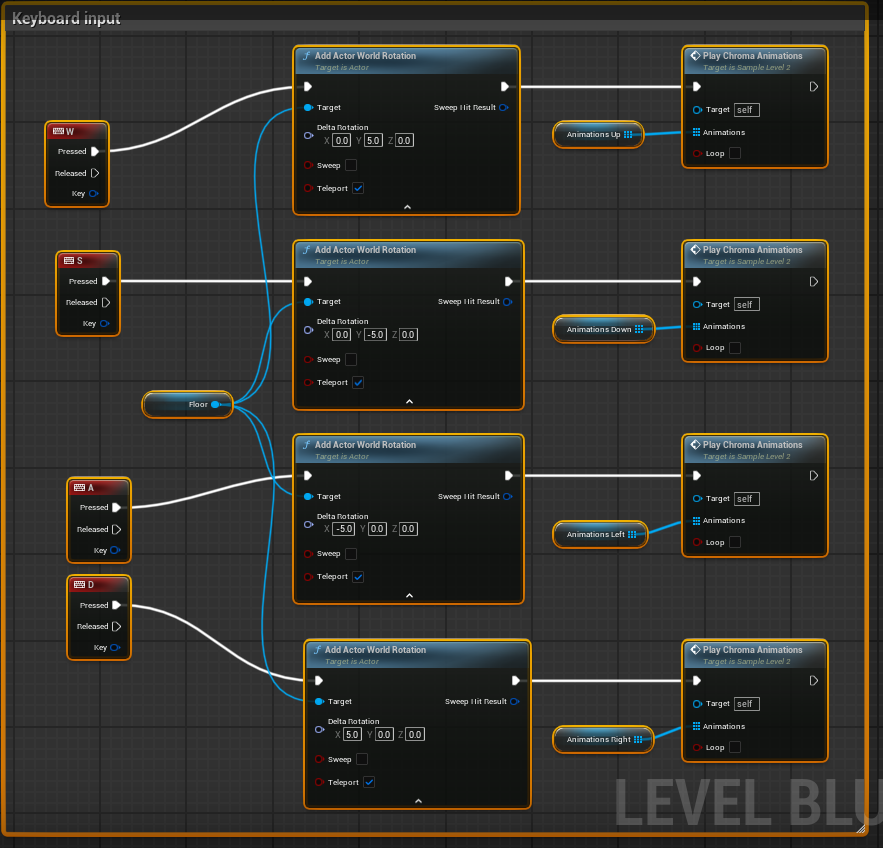 Keyboard input
W
Pressed
Released
Key
Add Actor World Rotation
Target is Actor
Target
Sweep Hit Result
Delta Rotation
X 0.0 Y 5.0 Z 0.0
Sweep
Teleport
Animations Up
Play Chroma Animations
Target is Sample Level 2
Target self
Animations
Loop
S
Pressed
Released
Key
Add Actor World Rotation
Target is Actor
Target
Sweep Hit Result
Delta Rotation
X 0.0 Y -5.0 Z 0.0
Sweep
Teleport
Animations Down
Play Chroma Animations
Target is Sample Level 2
Target self
Animations
Loop
Floor
A
Pressed
Released
Key
Add Actor World Rotation
Target is Actor
Target
Sweep Hit Result
Delta Rotation
X -5.0 Y 0.0 Z 0.0
Sweep
Teleport
Animations Left
Play Chroma Animations
Target is Sample Level 2
Target self
Animations
Loop
D
Pressed
Released
Key
Add Actor World Rotation
Target is Actor
Target
Sweep Hit Result
Delta Rotation
X 5.0 Y 0.0 Z 0.0
Sweep
Teleport
Animations Right
Play Chroma Animations
Target is Sample Level 2
Target self
Animations
Loop
LEVEL BLU